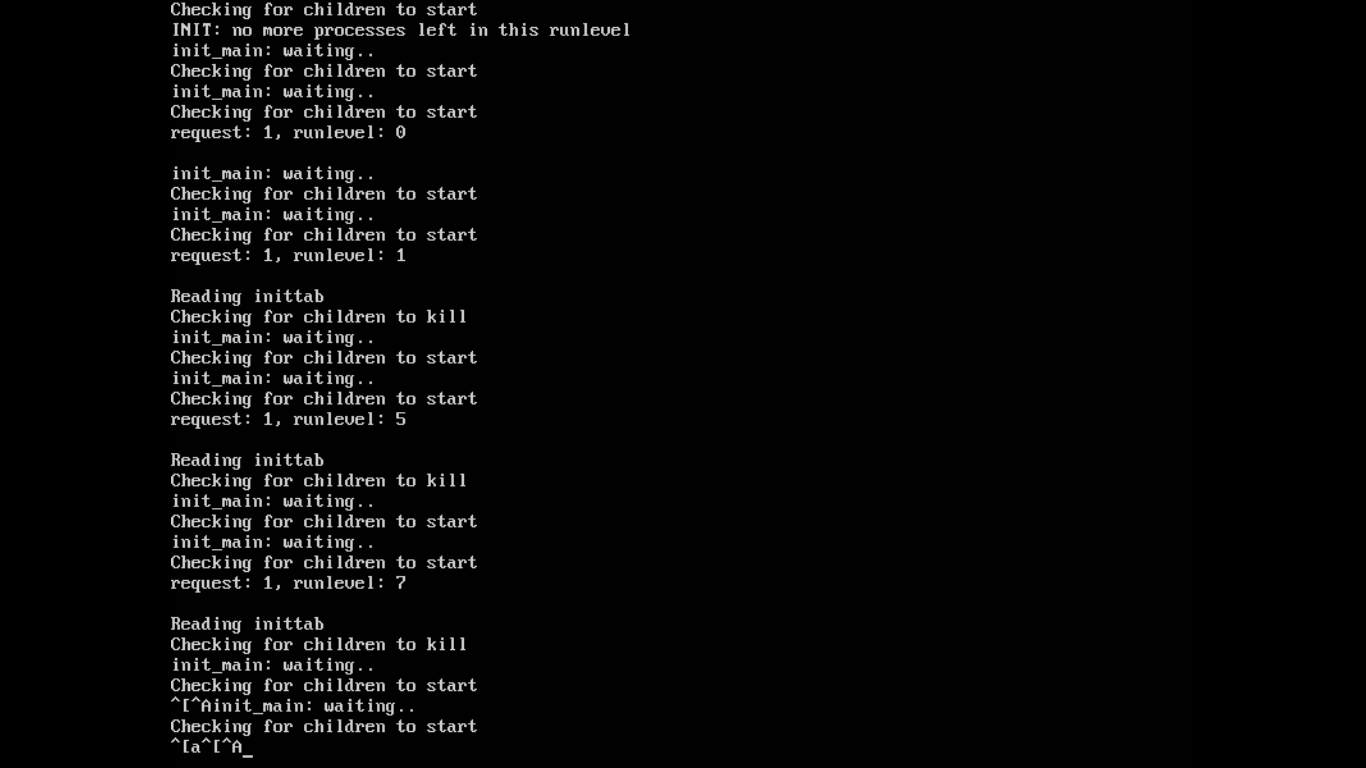 Checking for children to start
INIT: no more processes left in this runlevel
init_main: waiting..
Checking for children to start
init_main: waiting..
Checking for children to start
request: 1, runlevel: 0
init_main: waiting..
Checking for children to start
init_main: waiting..
Checking for children to start
request: 1, runlevel: 1
Reading inittab
Checking for children to kill
init_main: waiting..
Checking for children to start
init_main: waiting..
Checking for children to start
request: 1, runlevel: 5
Reading inittab
Checking for children to kill
init_main: waiting..
Checking for children to start
init_main: waiting..
Checking for children to start
request: 1, runlevel: 7
Reading inittab
Checking for children to kill
init_main: waiting..
Checking for children to start
^[^Ainit_main: waiting..
Checking for children to start
^[a^[^A_